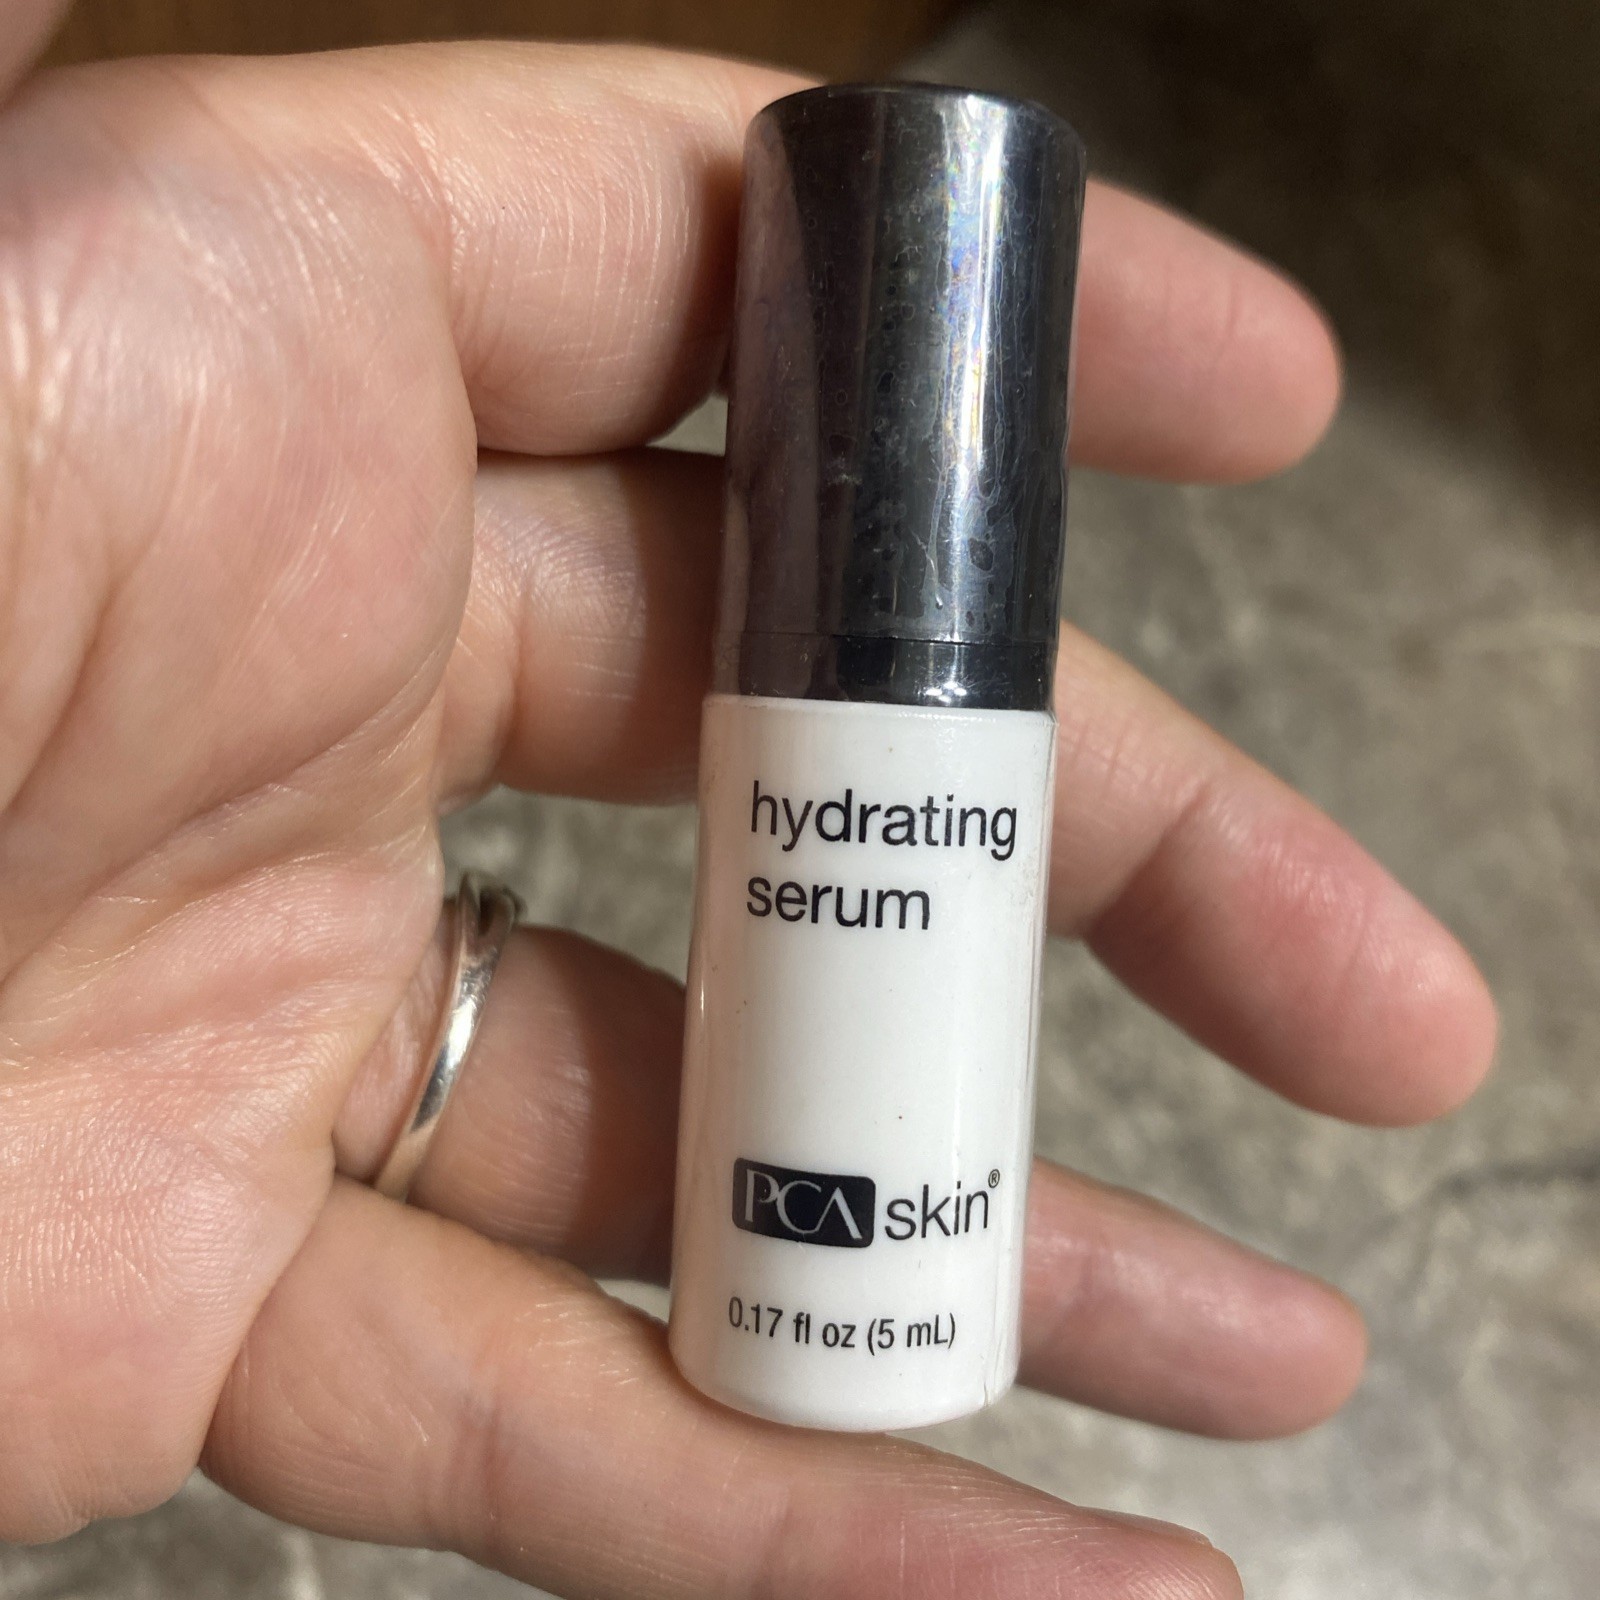 hydrating
serum
PCA skin®
0.17 fl oz (5 mL)